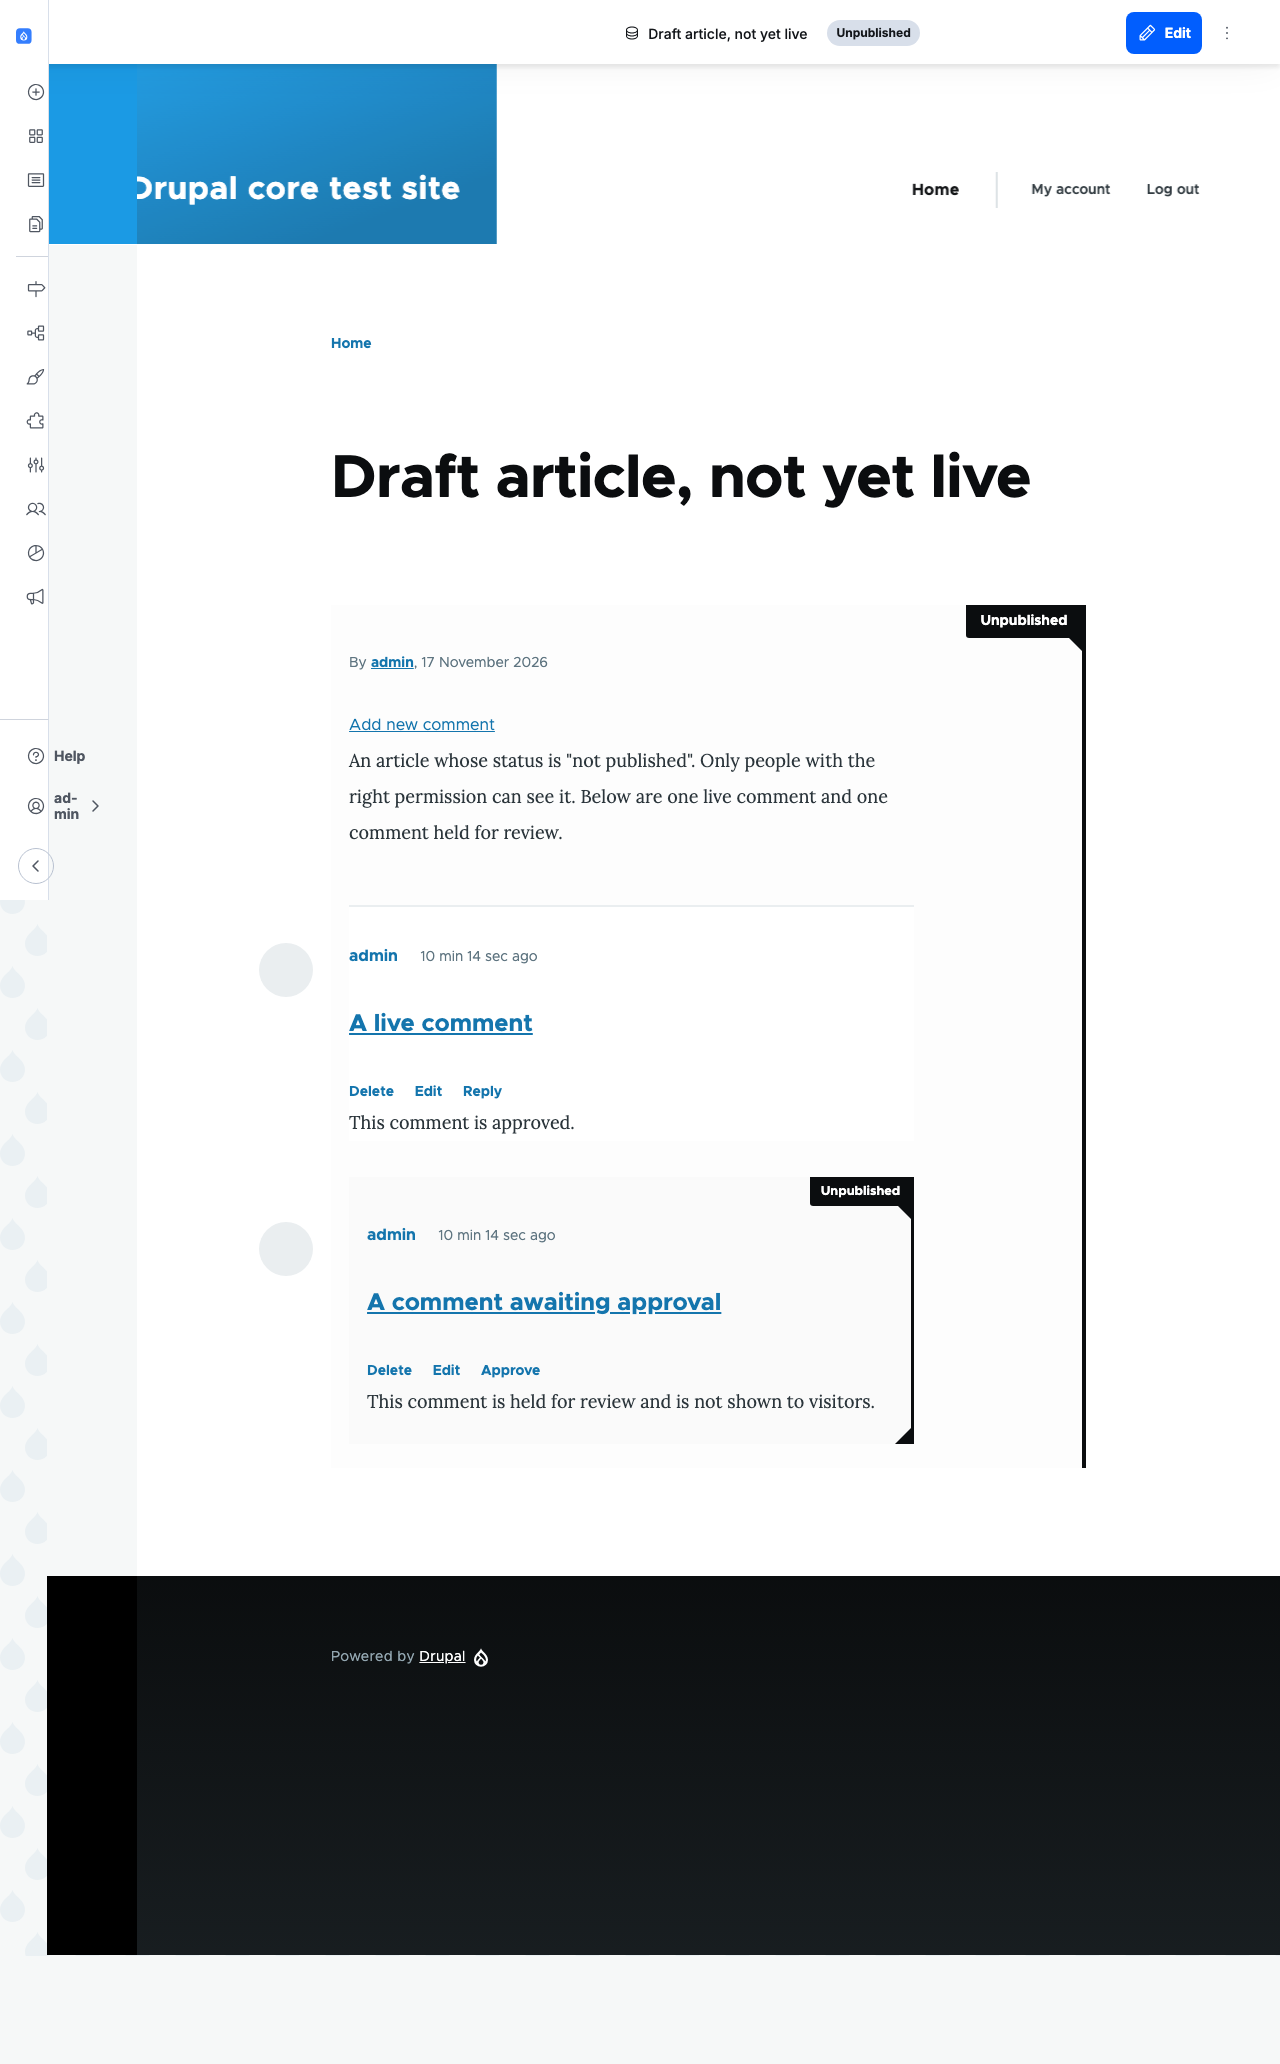 Draft article, not yet live
Unpublished
Edit
Drupal core test site
Home
My account
Log out
Home
Draft article, not yet live
Unpublished
By admin, 17 November 2026
Add new comment
An article whose status is "not published". Only people with the
right permission can see it. Below are one live comment and one
comment held for review.
Help
ad-
min
admin 10 min 14 sec ago
A live comment
Delete Edit Reply
This comment is approved.
Unpublished
admin 10 min 14 sec ago
A comment awaiting approval
Delete Edit Approve
This comment is held for review and is not shown to visitors.
Powered by Drupal